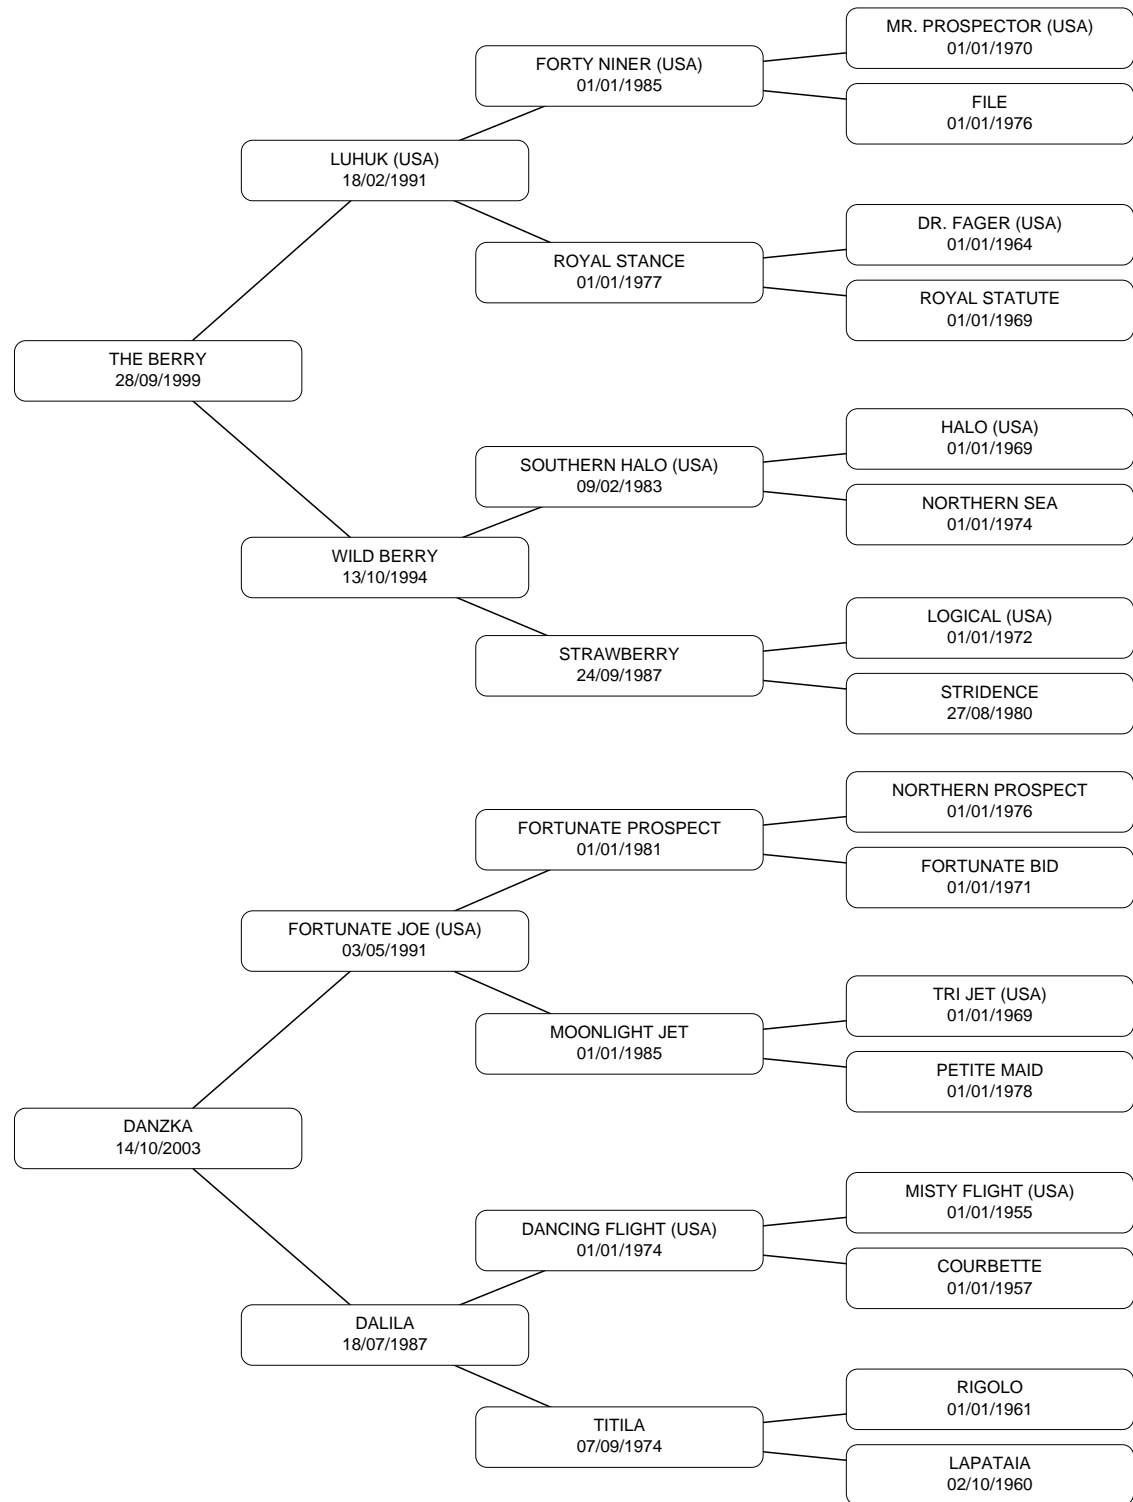 MR. PROSPECTOR (USA)
01/01/1970
FORTY NINER (USA)
01/01/1985
FILE
01/01/1976
LUHUK (USA)
18/02/1991
DR. FAGER (USA)
01/01/1964
ROYAL STANCE
01/01/1977
ROYAL STATUTE
01/01/1969
THE BERRY
28/09/1999
HALO (USA)
01/01/1969
SOUTHERN HALO (USA)
09/02/1983
NORTHERN SEA
01/01/1974
WILD BERRY
13/10/1994
LOGICAL (USA)
01/01/1972
STRAWBERRY
24/09/1987
STRIDENCE
27/08/1980
NORTHERN PROSPECT
01/01/1976
FORTUNATE PROSPECT
01/01/1981
FORTUNATE BID
01/01/1971
FORTUNATE JOE (USA)
03/05/1991
TRI JET (USA)
01/01/1969
MOONLIGHT JET
01/01/1985
PETITE MAID
01/01/1978
DANZKA
14/10/2003
MISTY FLIGHT (USA)
01/01/1955
DANCING FLIGHT (USA)
01/01/1974
COURBETTE
01/01/1957
DALILA
18/07/1987
RIGOLO
01/01/1961
TITILA
07/09/1974
LAPATAIA
02/10/1960